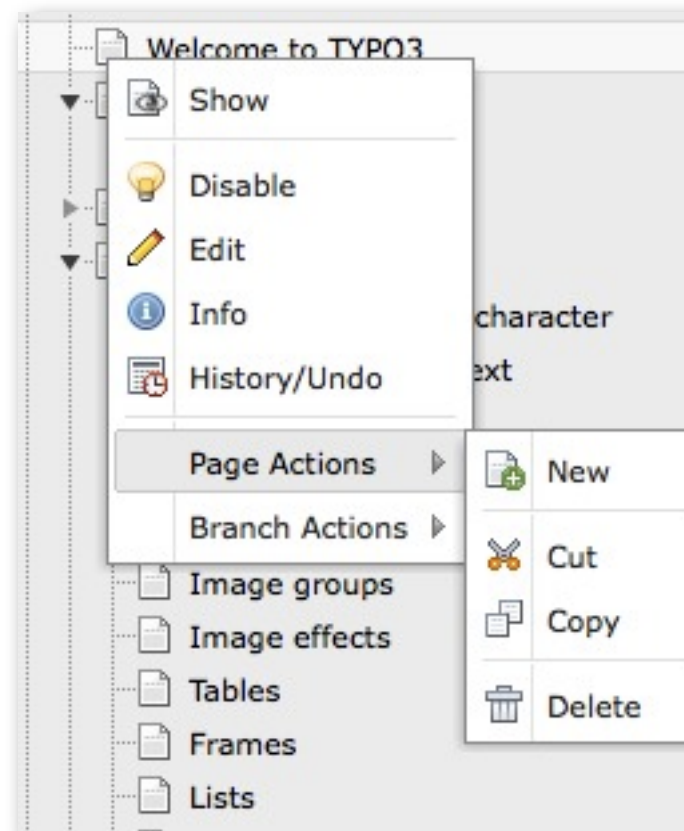 Welcome to TYPO3
Show
Disable
Edit
Info
character
History/Undo
Page Actions
New
Branch Actions
Cut
Image groups
Copy
Image effects
Tables
Delete
Frames
Lists